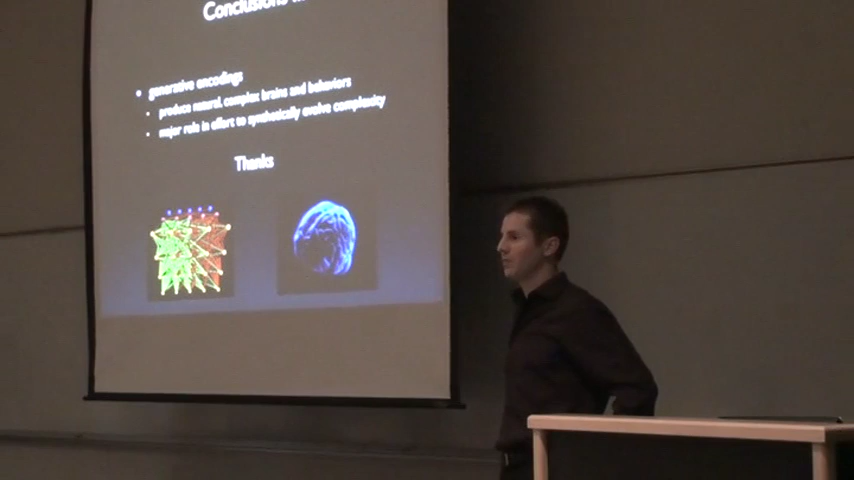 Conclusions
• generative encodings
• produce natural, complex brains and behaviors
• major role in effort to synthetically evolve complexity
Thanks